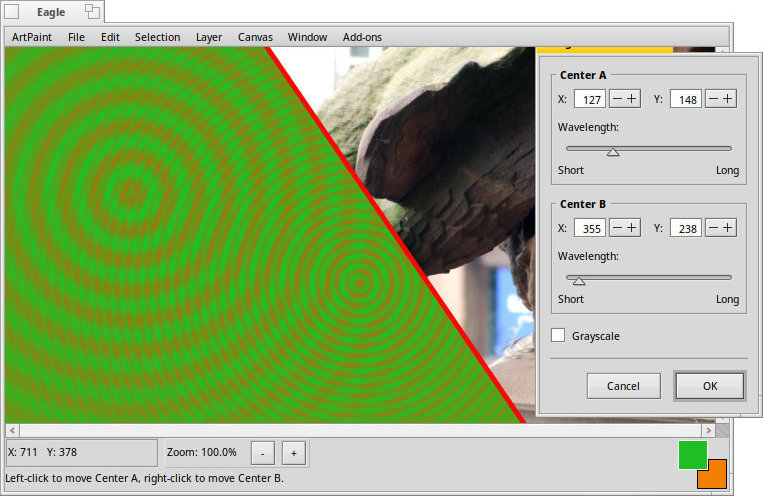 Eagle
ArtPaint File Edit Selection Layer Canvas Window Add-ons
Center A
X: 127 Y: 148
Wavelength:
Short Long
Center B
X: 355 Y: 238
Wavelength:
Short Long
Grayscale
Cancel OK
X: 711 Y: 378 Zoom: 100.0% - +
Left-click to move Center A, right-click to move Center B.